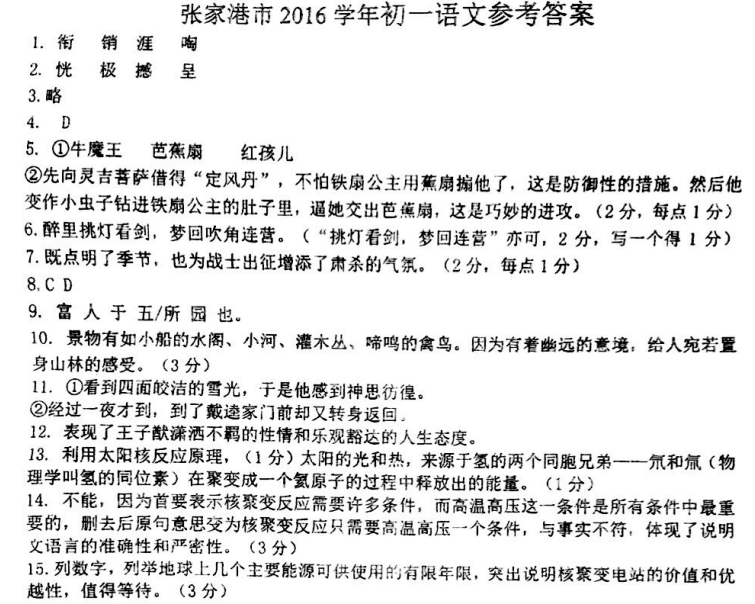 张家港市2016学年初一语文参考答案
1. 衔 销 涯 啕
2. 恍 极 撼 呈
3.略
4. D
5. ①牛魔王 芭蕉扇 红孩儿
②先向灵吉菩萨借得“定风丹”，不怕铁扇公主用蕉扇搧他了，这是防御性的措施。然后他
变作小虫子钻进铁扇公主的肚子里，逼她交出芭蕉扇，这是巧妙的进攻。（2分，每点1分）
6.醉里挑灯看剑，梦回吹角连营。（“挑灯看剑，梦回连营”亦可，2分，写一个得1分）
7.既点明了季节，也为战士出征增添了肃杀的气氛。（2分，每点1分）
8.C D
9. 富 人 于 五/所 园 也。
10. 景物有如小船的水阁、小河、灌木丛、啼鸣的禽鸟。因为有着幽远的意境，给人宛若置
身山林的感受。（3分）
11. ①看到四面皎洁的雪光，于是他感到神思彷徨。
②经过一夜才到，到了戴逵家门前却又转身返回。
12. 表现了王子猷潇洒不羁的性情和乐观豁达的人生态度。
13. 利用太阳核反应原理，（1分）太阳的光和热，来源于氢的两个同胞兄弟——氘和氚（物
理学叫氢的同位素）在聚变成一个氦原子的过程中释放出的能量。（1分）
14. 不能，因为首要表示核聚变反应需要许多条件，而高温高压这一条件是所有条件中最重
要的，删去后原句意思变为核聚变反应只需要高温高压一个条件，与事实不符，体现了说明
文语言的准确性和严密性。（3分）
15.列数字，列举地球上几个主要能源可供使用的有限年限，突出说明核聚变电站的价值和优
越性，值得等待。（3分）